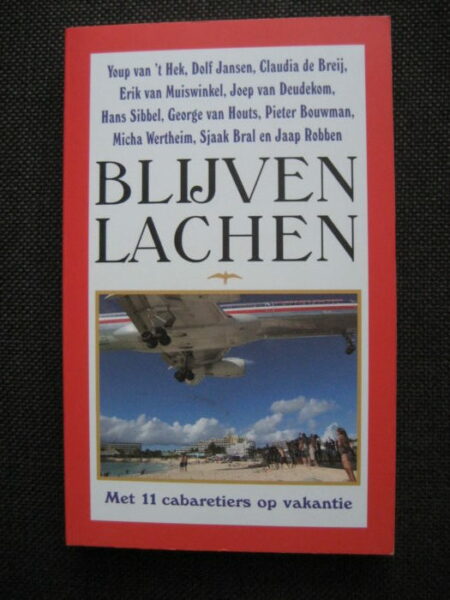 Youp van 't Hek, Dolf Jansen, Claudia de Breij,
Erik van Muiswinkel, Joep van Deudekom,
Hans Sibbel, George van Houts, Pieter Bouwman,
Micha Wertheim, Sjaak Bral en Jaap Robben
BLIJVEN
LACHEN
Met 11 cabaretiers op vakantie